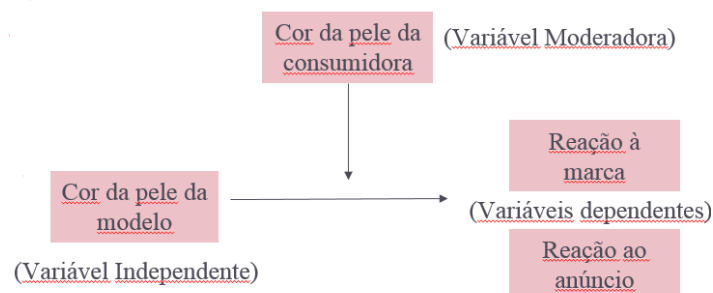 Cor da pele da
consumidora
(Variável Moderadora)
Reação à
marca
Cor da pele da
modelo
(Variáveis dependentes)
(Variável Independente)
Reação ao
anúncio